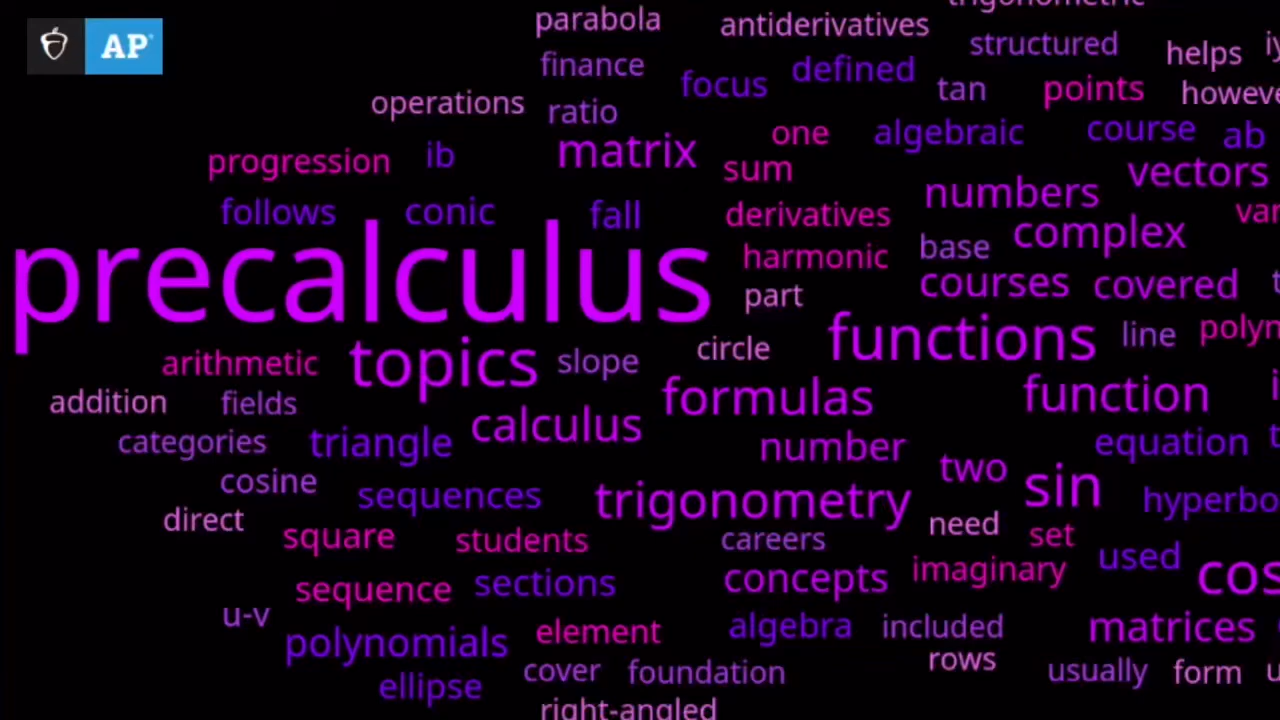 AP
parabola antiderivatives
finance focus defined structured helps
operations ratio tan points
progression ib matrix one algebraic course ab
sum vectors
follows conic fall derivatives numbers
precalculus harmonic base complex
part courses covered
arithmetic topics slope circle functions line
addition fields formulas function
categories triangle calculus number equation
cosine sequences trigonometry two sin
direct square students careers need set
sequence sections concepts imaginary used
u-v polynomials element algebra included matrices
ellipse cover foundation rows usually form
right-angled